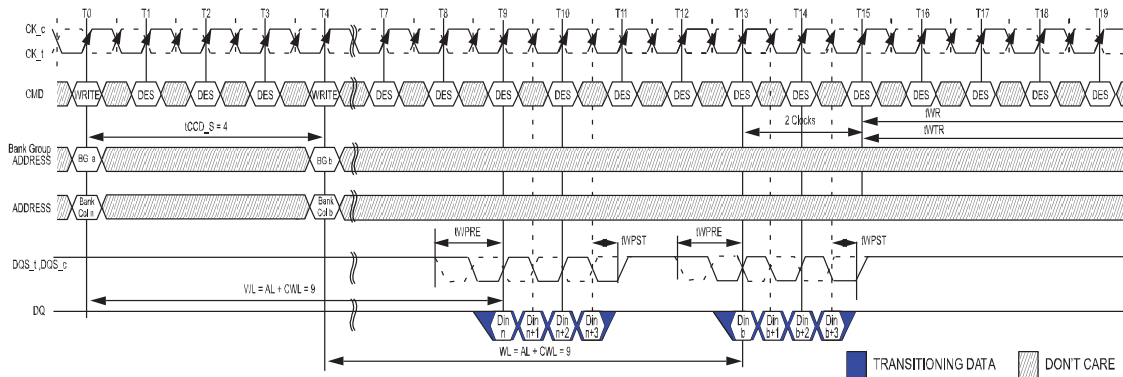 T0 T1 T2 T3 T4 T7 T8 T9 T10 T11 T12 T13 T14 T15 T16 T17 T18 T19
CK_c
CK_t
CMD WRITE DES DES DES WRITE DES DES DES DES DES DES DES DES DES DES DES DES DES
tCCD_S = 4
2 Clocks
tWR
tWTR
Bank Group
ADDRESS
BG a
BG b
ADDRESS
Bank
Col n
Bank
Col b
tWPRE
tWPST
tWPRE
tWPST
DQS_t,DQS_c
WL = AL + CWL = 9
DQ
Din
n
Din
n+1
Din
n+2
Din
n+3
Din
b
Din
b+1
Din
b+2
Din
b+3
WL = AL + CWL = 9
TRANSITIONING DATA
DON'T CARE